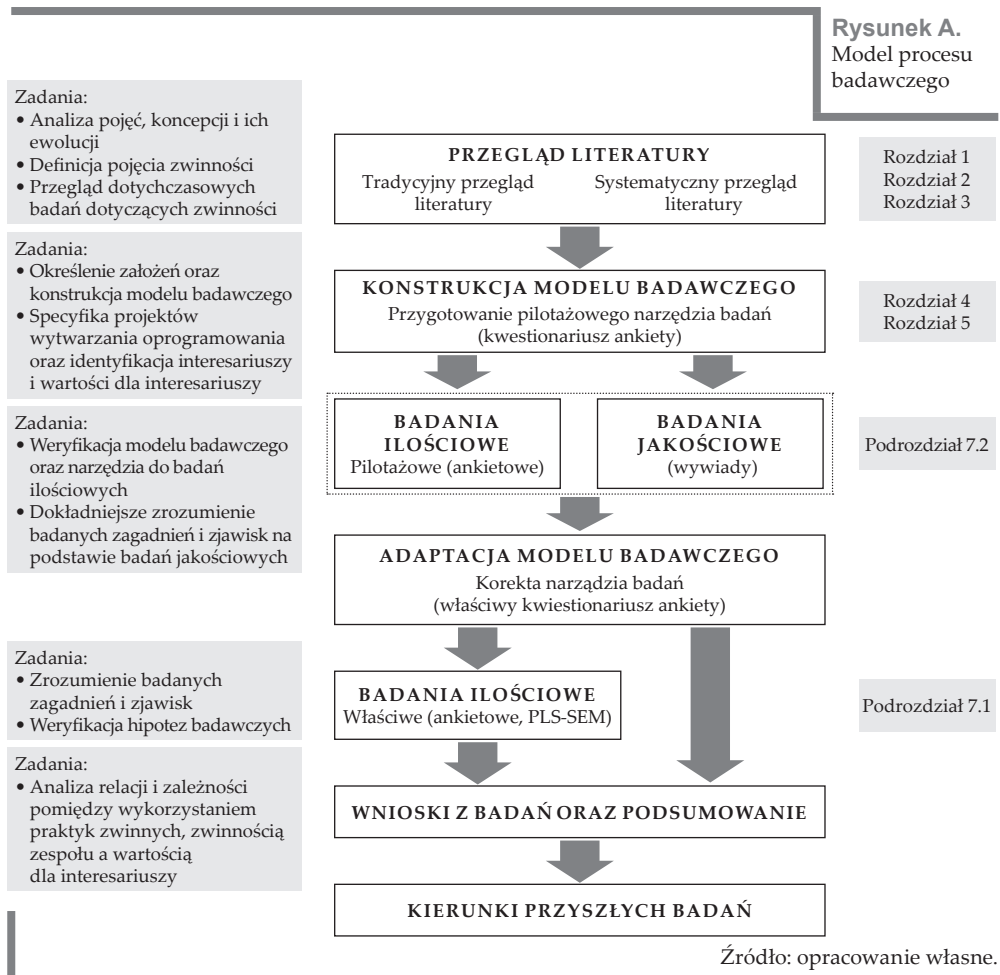 Rysunek A.
Model procesu
badawczego
Zadania:
• Analiza pojęć, koncepcji i ich
ewolucji
• Definicja pojęcia zwinności
• Przegląd dotychczasowych
badań dotyczących zwinności
PRZEGLĄD LITERATURY
Tradycyjny przegląd
literatury
Systematyczny przegląd
literatury
Rozdział 1
Rozdział 2
Rozdział 3
Zadania:
• Określenie założeń oraz
konstrukcja modelu badawczego
• Specyfika projektów
wytwarzania oprogramowania
oraz identyfikacja interesariuszy
i wartości dla interesariuszy
KONSTRUKCJA MODELU BADAWCZEGO
Przygotowanie pilotażowego narzędzia badań
(kwestionariusz ankiety)
Rozdział 4
Rozdział 5
Zadania:
• Weryfikacja modelu badawczego
oraz narzędzia do badań
ilościowych
• Dokładniejsze zrozumienie
badanych zagadnień i zjawisk na
podstawie badań jakościowych
BADANIA
ILOŚCIOWE
Pilotażowe (ankietowe)
BADANIA
JAKOŚCIOWE
(wywiady)
Podrozdział 7.2
ADAPTACJA MODELU BADAWCZEGO
Korekta narządzia badań
(właściwy kwiestionariusz ankiety)
Zadania:
• Zrozumienie badanych
zagadnień i zjawisk
• Weryfikacja hipotez badawczych
BADANIA ILOŚCIOWE
Właściwe (ankietowe, PLS-SEM)
Podrozdział 7.1
Zadania:
• Analiza relacji i zależności
pomiędzy wykorzystaniem
praktyk zwinnych, zwinnością
zespołu a wartością
dla interesariuszy
WNIOSKI Z BADAŃ ORAZ PODSUMOWANIE
KIERUNKI PRZYSZŁYCH BADAŃ
Źródło: opracowanie własne.